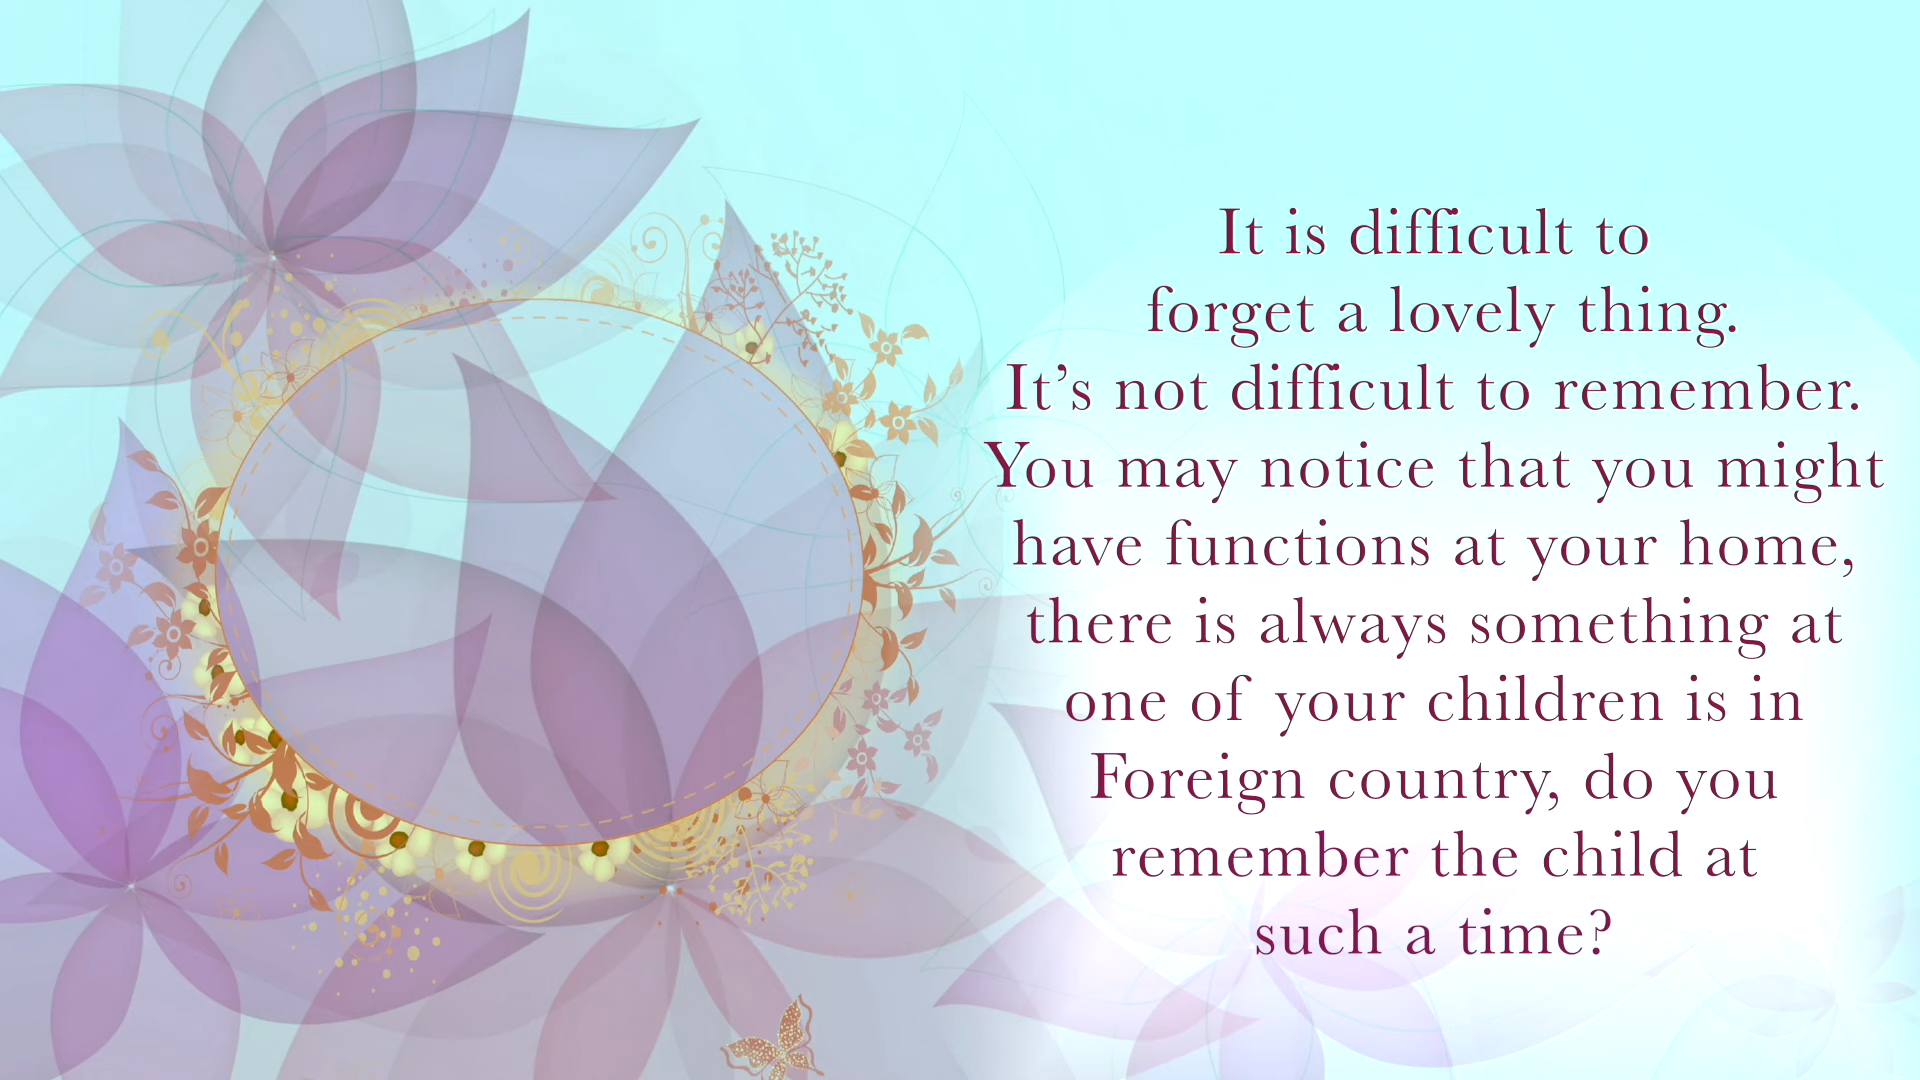 It is difficult to
forget a lovely thing.
It’s not difficult to remember.
You may notice that you might
have functions at your home,
there is always something at
one of your children is in
Foreign country, do you
remember the child at
such a time?